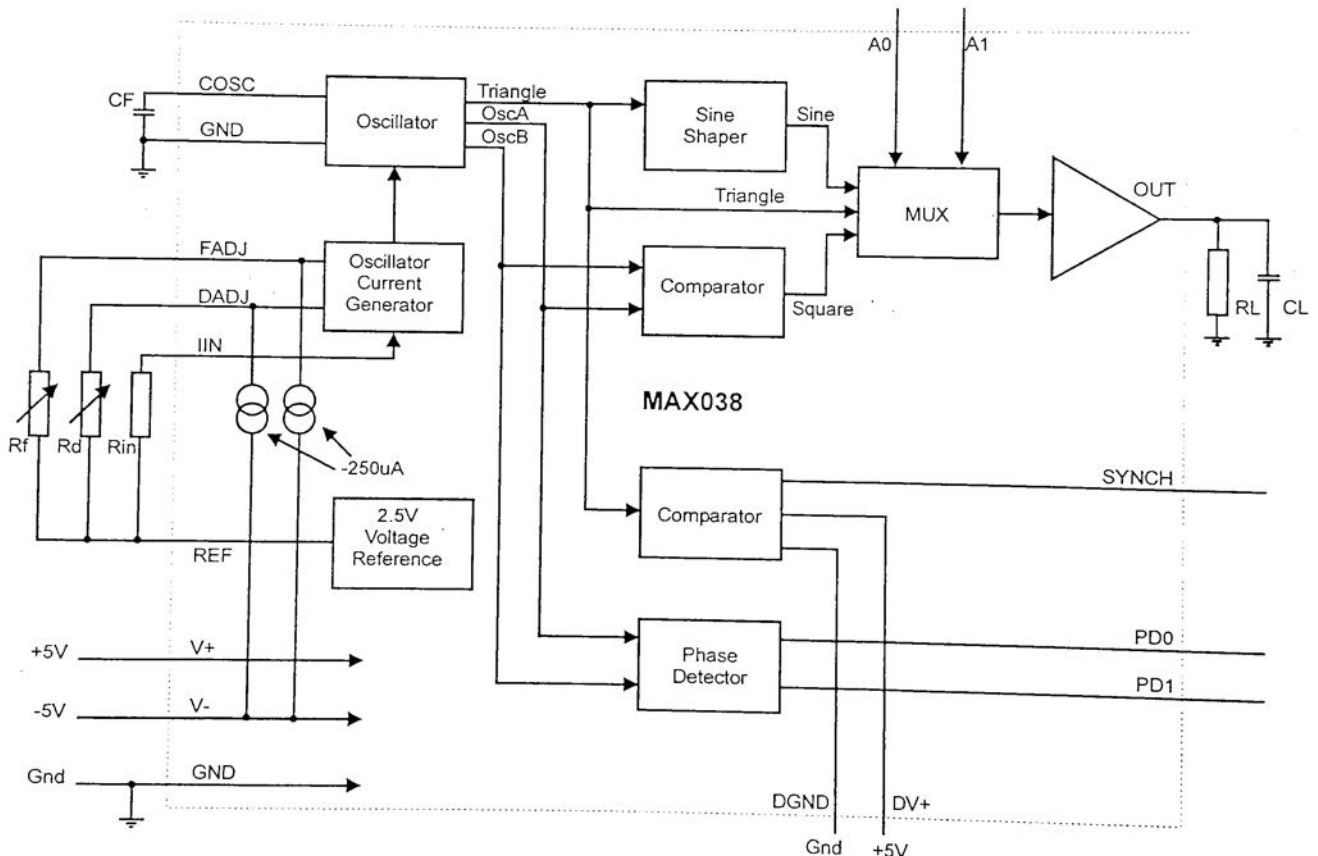 A0
A1
CF
COSC
GND
Oscillator
Triangle
OscA
OscB
Sine
Shaper
Sine
Triangle
MUX
OUT
FADJ
DADJ
IIN
Oscillator
Current
Generator
Comparator
Square
RL
CL
Rf
Rd
Rin
-250uA
MAX038
REF
2.5V
Voltage
Reference
Comparator
SYNCH
+5V
V+
-5V
V-
Gnd
GND
Phase
Detector
PD0
PD1
DGND
DV+
Gnd
+5V